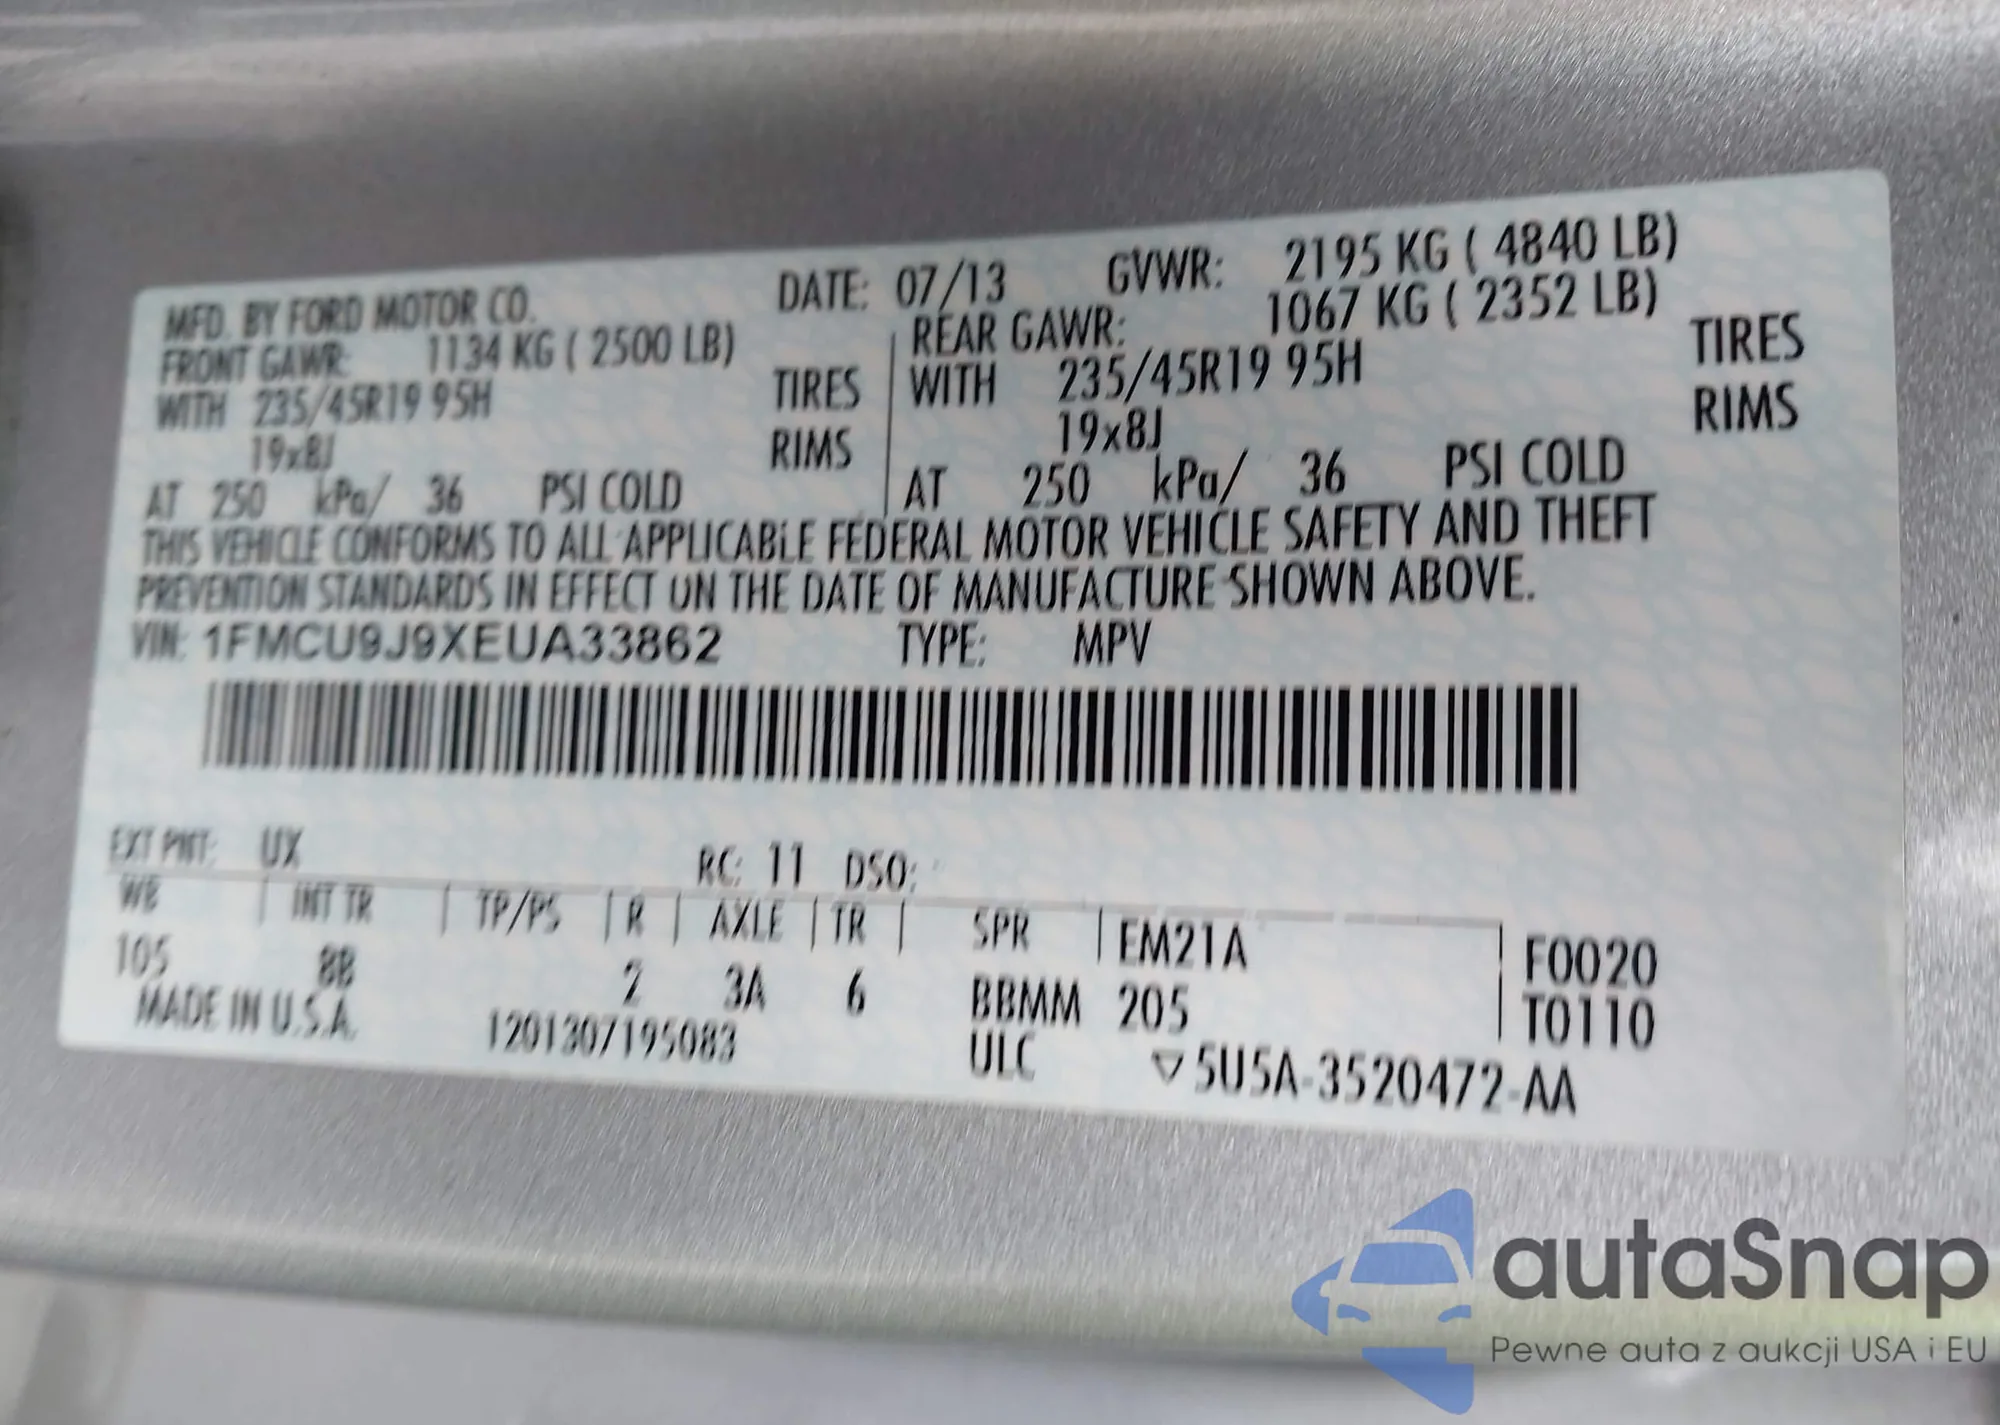 MFD. BY FORD MOTOR CO. DATE: 07/13 GVWR: 2195 KG ( 4840 LB)
FRONT GAWR: 1134 KG ( 2500 LB) REAR GAWR: 1067 KG ( 2352 LB)
WITH 235/45R19 95H TIRES WITH 235/45R19 95H TIRES
19x8J RIMS 19x8J RIMS
AT 250 kPa/ 36 PSI COLD AT 250 kPa/ 36 PSI COLD
THIS VEHICLE CONFORMS TO ALL APPLICABLE FEDERAL MOTOR VEHICLE SAFETY AND THEFT
PREVENTION STANDARDS IN EFFECT ON THE DATE OF MANUFACTURE SHOWN ABOVE.
VIN: 1FMCU9J9XEUA33862 TYPE: MPV
EXT PNT: UX RC: 11 DSO:
WB INT TR TP/PS R AXLE TR SPR EM21A F0020
105 8B 2 3A 6 BBMM 205 T0110
MADE IN U.S.A. 1201307195083 ULC ▽5U5A-3520472-AA
autaSnap
Pewne auta z aukcji USA i EU